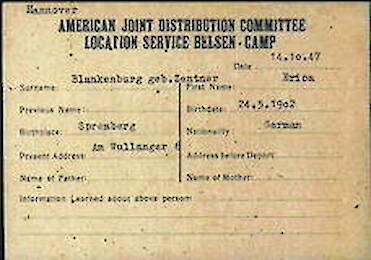 Hannover
AMERICAN JOINT DISTRIBUTION COMMITTEE
LOCATION SERVICE BELSEN-CAMP
Date 14.10.47
Surname: Blankenburg geb.Zentner First Name: Erica
Previous Name: Birthdate: 24.5.1902
Birthplace: Spremberg Nationality German
Present Address: Am Wullanger 6 Address before Deport.
Name of Father: Name of Mother:
Information Learned about above person: